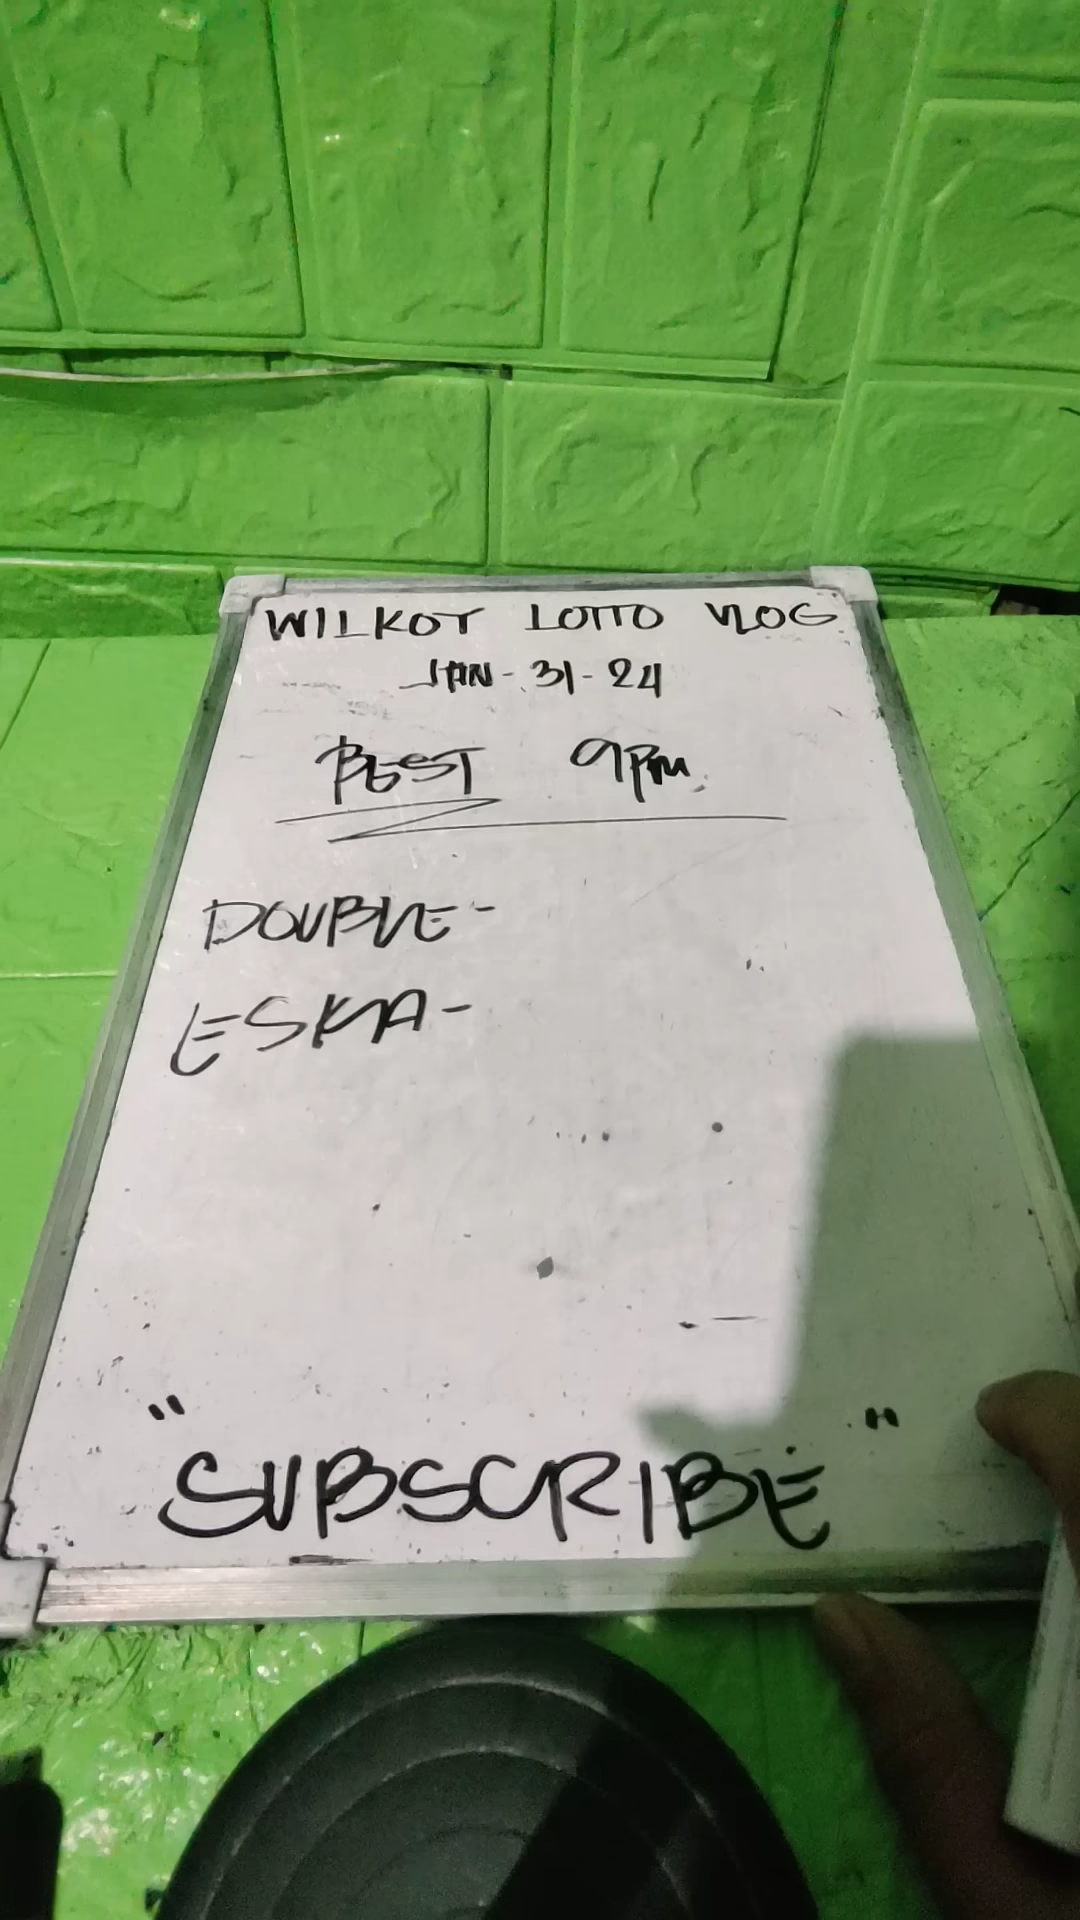 WILKOT LOTTO VLOG
JAN-31-24
BEST 9PM
DOUBLE-
ESKA-
"SUBSCRIBE"